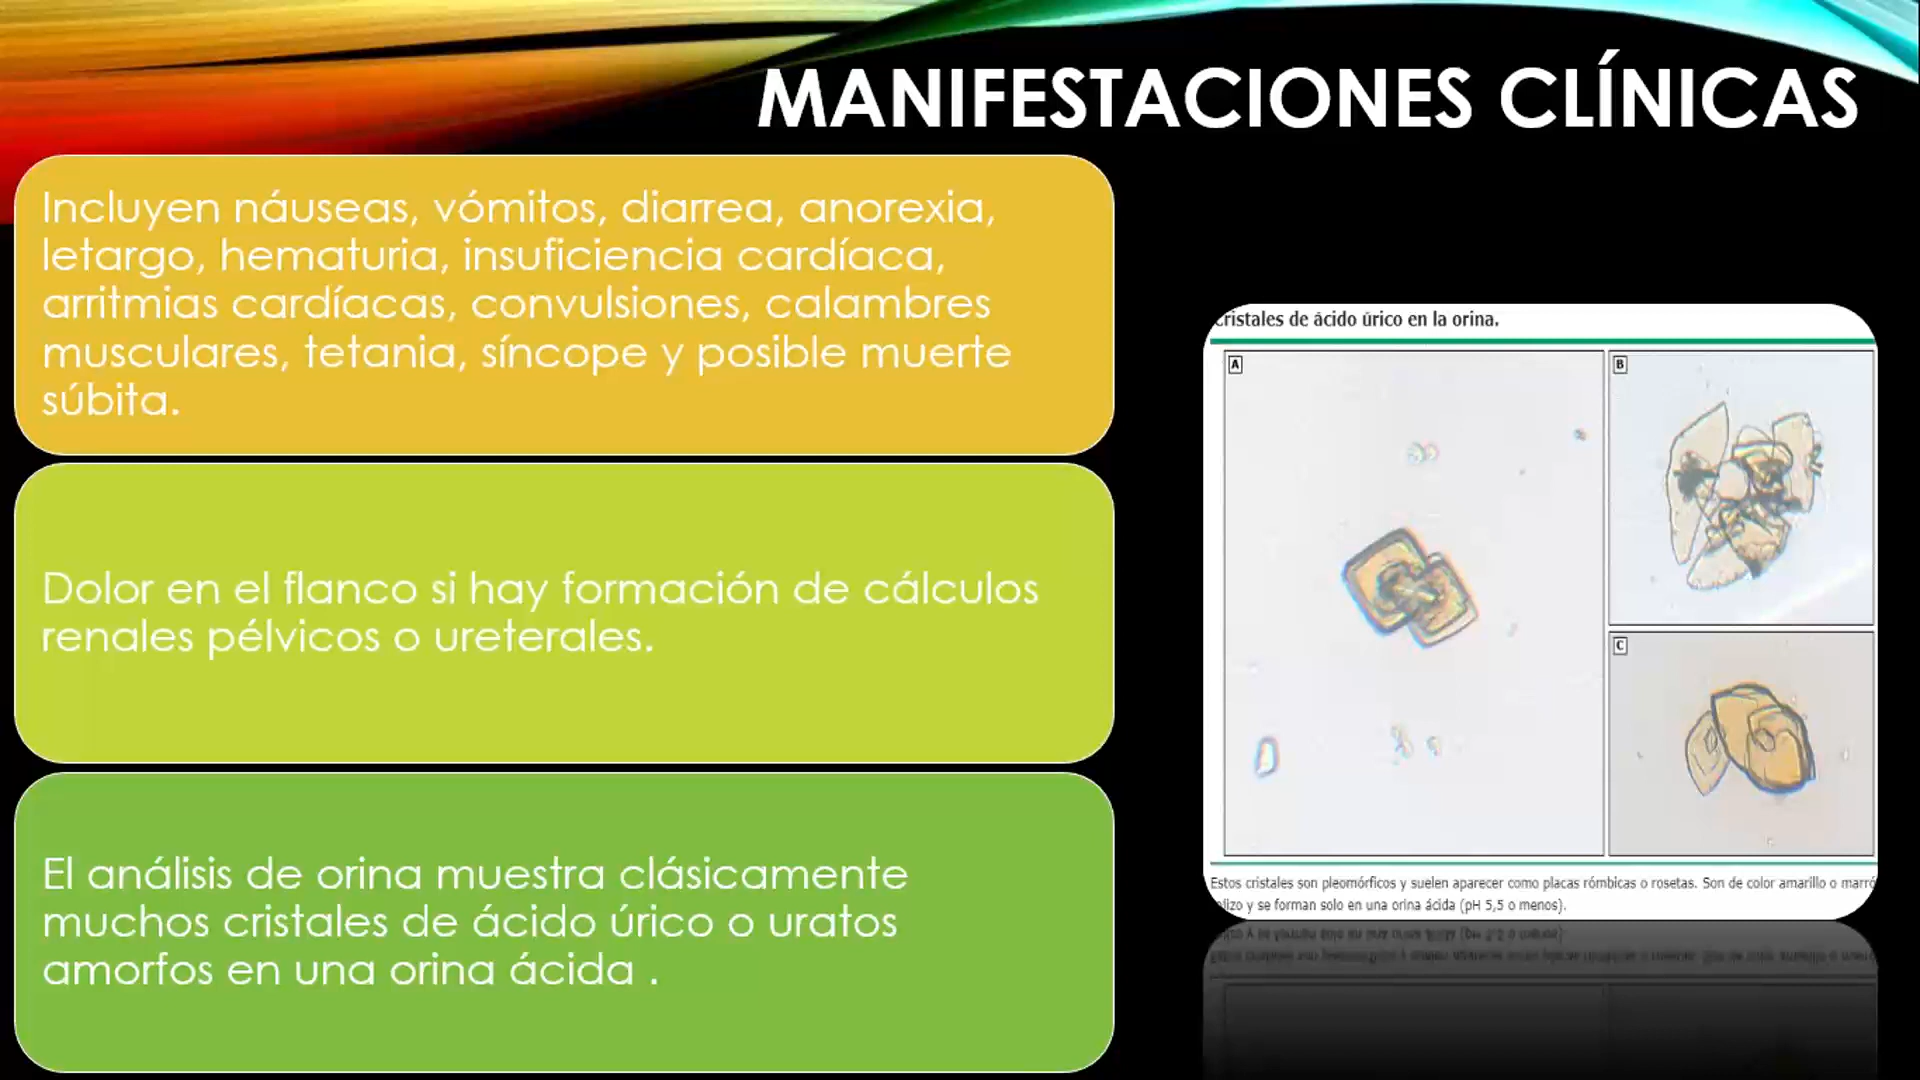 MANIFESTACIONES CLÍNICAS
Incluyen náuseas, vómitos, diarrea, anorexia,
letargo, hematuria, insuficiencia cardíaca,
arritmias cardíacas, convulsiones, calambres
musculares, tetania, síncope y posible muerte
súbita.
Dolor en el flanco si hay formación de cálculos
renales pélvicos o ureterales.
El análisis de orina muestra clásicamente
muchos cristales de ácido úrico o uratos
amorfos en una orina ácida .
Cristales de ácido úrico en la orina.
A
B
C
Estos cristales son pleomórficos y suelen aparecer como placas rómbicas o rosetas. Son de color amarillo o marró
y se forman solo en una orina ácida (pH 5,5 o menos).